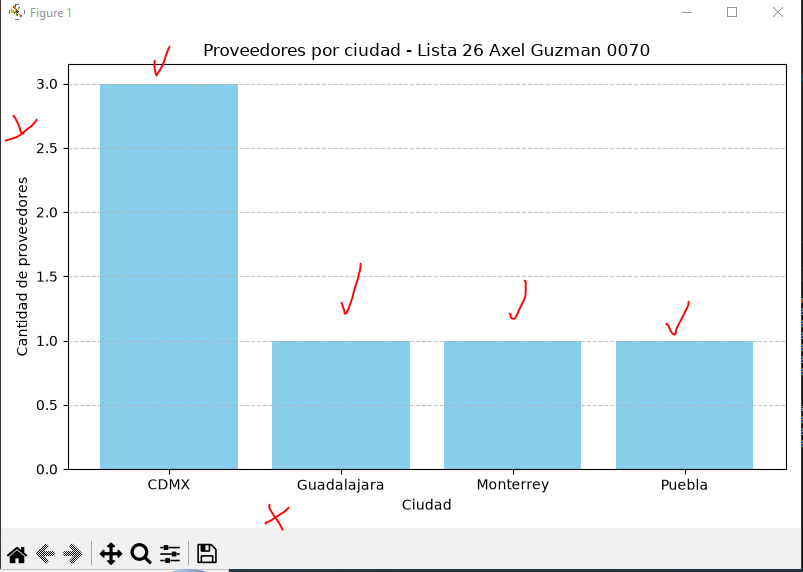 Figure 1
Proveedores por ciudad - Lista 26 Axel Guzman 0070
3.0
2.5
2.0
1.5
1.0
0.5
0.0
Cantidad de proveedores
CDMX Guadalajara Monterrey Puebla
Ciudad
y
x